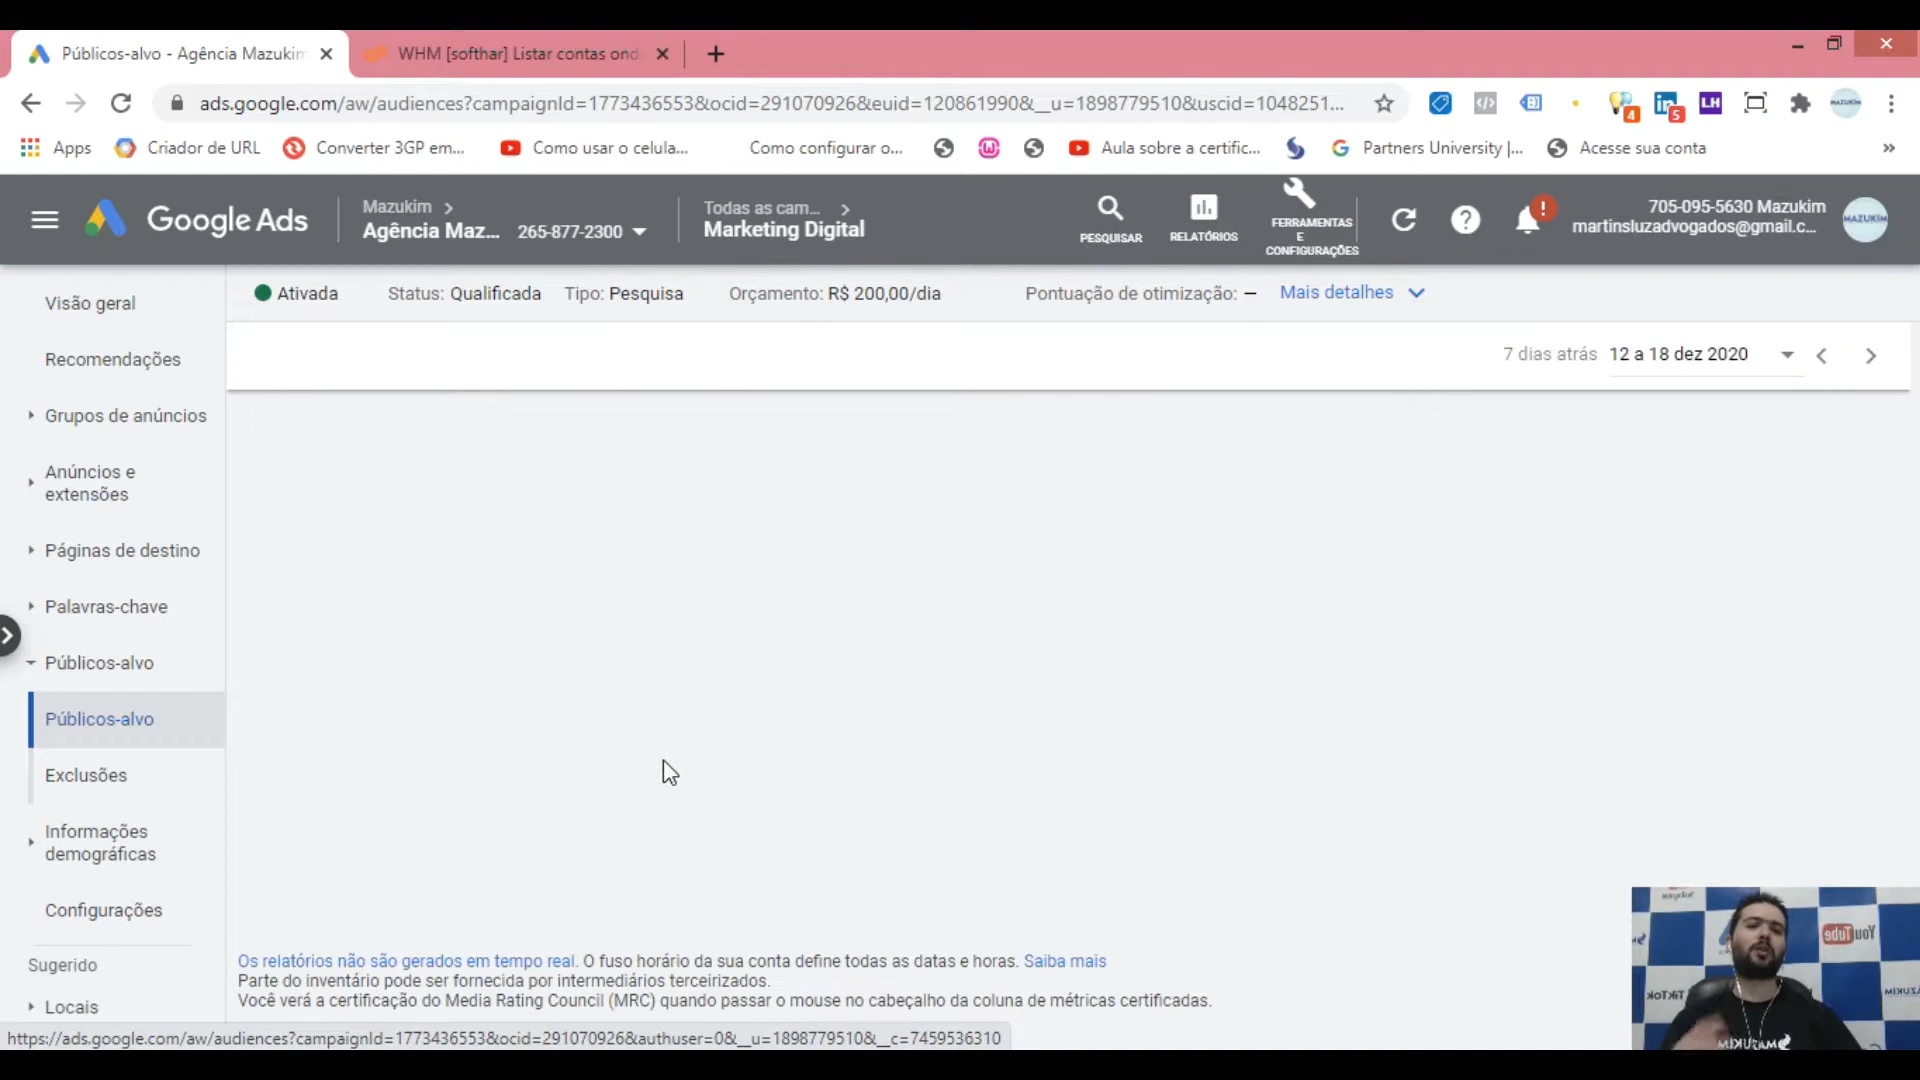 Públicos-alvo - Agência Mazukim
WHM [softhar] Listar contas ond
ads.google.com/aw/audiences?campaignId=1773436553&ocid=291070926&euid=120861990&__u=1898779510&uscid=1048251...
4
5
LH
MAZUKIM
Apps
Criador de URL
Converter 3GP em...
Como usar o celula...
Como configurar o...
Aula sobre a certific...
Partners University |...
Acesse sua conta
»
Google Ads
Mazukim
Agência Maz...
265-877-2300
Todas as cam...
Marketing Digital
PESQUISAR
RELATÓRIOS
FERRAMENTAS
E
CONFIGURAÇÕES
!
705-095-5630 Mazukim
martinsluzadvogados@gmail.c...
MAZUKIM
Visão geral
Recomendações
Grupos de anúncios
Anúncios e
extensões
Páginas de destino
Palavras-chave
Públicos-alvo
Públicos-alvo
Exclusões
Informações
demográficas
Configurações
Sugerido
Locais
Ativada
Status: Qualificada
Tipo: Pesquisa
Orçamento: R$ 200,00/dia
Pontuação de otimização: –
Mais detalhes
7 dias atrás
12 a 18 dez 2020
Os relatórios não são gerados em tempo real. O fuso horário da sua conta define todas as datas e horas. Saiba mais
Parte do inventário pode ser fornecida por intermediários terceirizados.
Você verá a certificação do Media Rating Council (MRC) quando passar o mouse no cabeçalho da coluna de métricas certificadas.
https://ads.google.com/aw/audiences?campaignId=1773436553&ocid=291070926&authuser=0&__u=1898779510&__c=7459536310
YouTube
TikTok
MAZUKIM
MAZUKIM